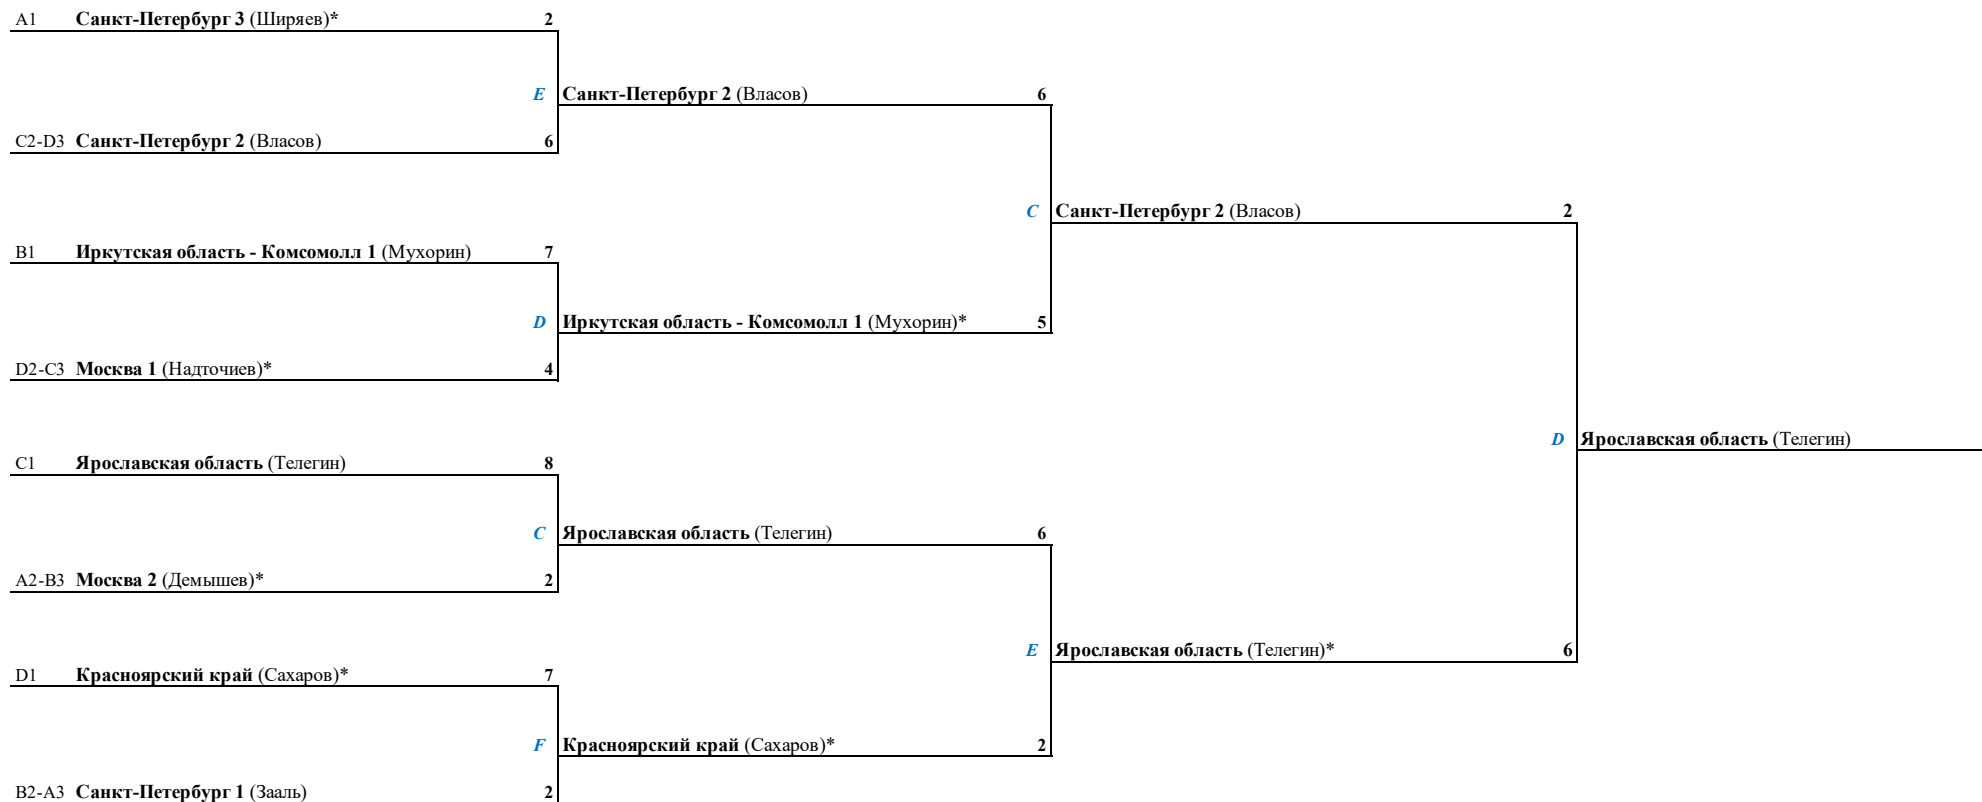 A1 Санкт-Петербург 3 (Ширяев)* 2
E Санкт-Петербург 2 (Власов) 6
C2-D3 Санкт-Петербург 2 (Власов) 6
C Санкт-Петербург 2 (Власов) 2
B1 Иркутская область - Комсомолл 1 (Мухорин) 7
D Иркутская область - Комсомолл 1 (Мухорин)* 5
D2-C3 Москва 1 (Надточиев)* 4
D Ярославская область (Телегин)
C1 Ярославская область (Телегин) 8
C Ярославская область (Телегин) 6
A2-B3 Москва 2 (Демышев)* 2
E Ярославская область (Телегин)* 6
D1 Красноярский край (Сахаров)* 7
F Красноярский край (Сахаров)* 2
B2-A3 Санкт-Петербург 1 (Зааль) 2